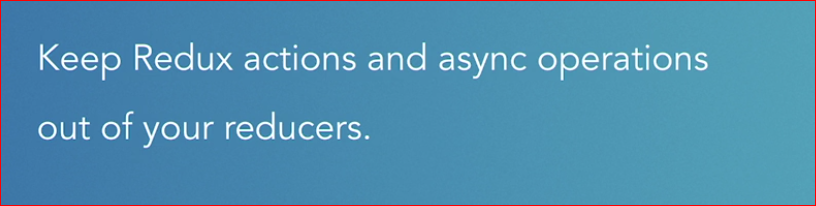 Keep Redux actions and async operations
out of your reducers.